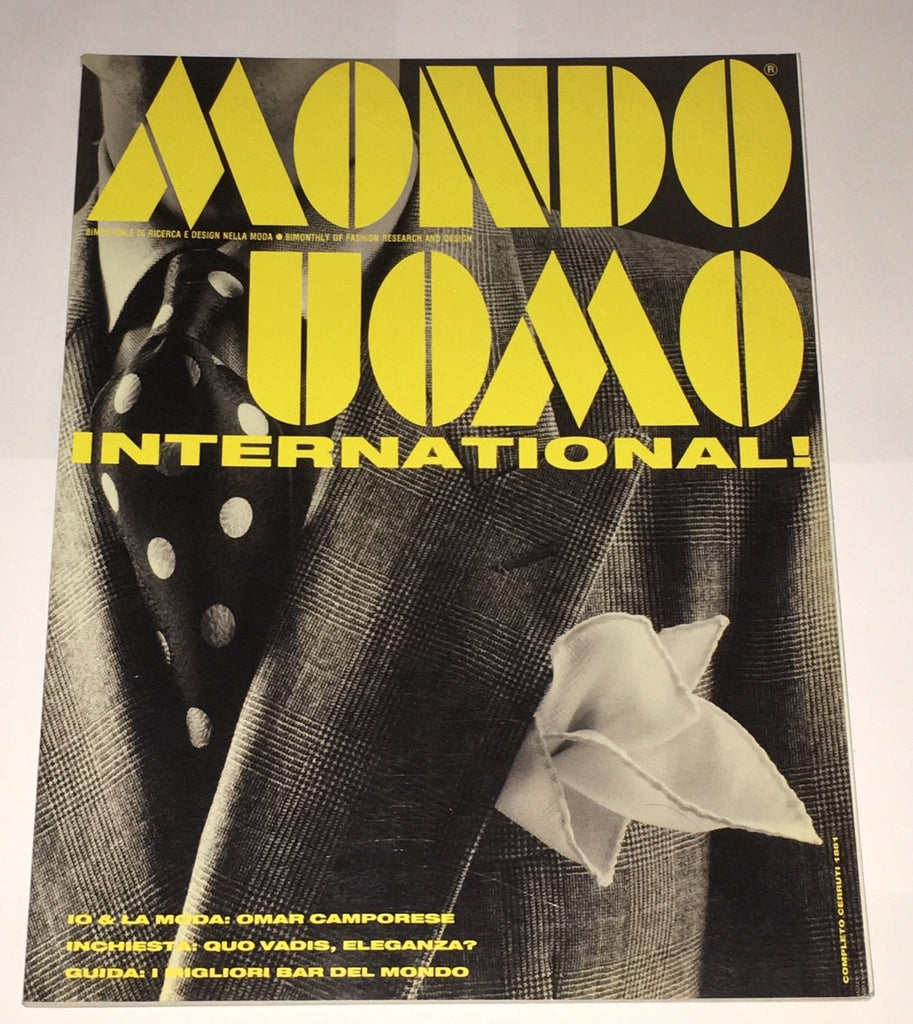 MONDO®
BIMESTRALE DI RICERCA E DESIGN NELLA MODA ● BIMONTHLY OF FASHION RESEARCH AND DESIGN
UOMO
INTERNATIONAL!
IO & LA MODA: OMAR CAMPORESE
INCHIESTA: QUO VADIS, ELEGANZA?
GUIDA: I MIGLIORI BAR DEL MONDO
COMPLETO CERRUTI 1881